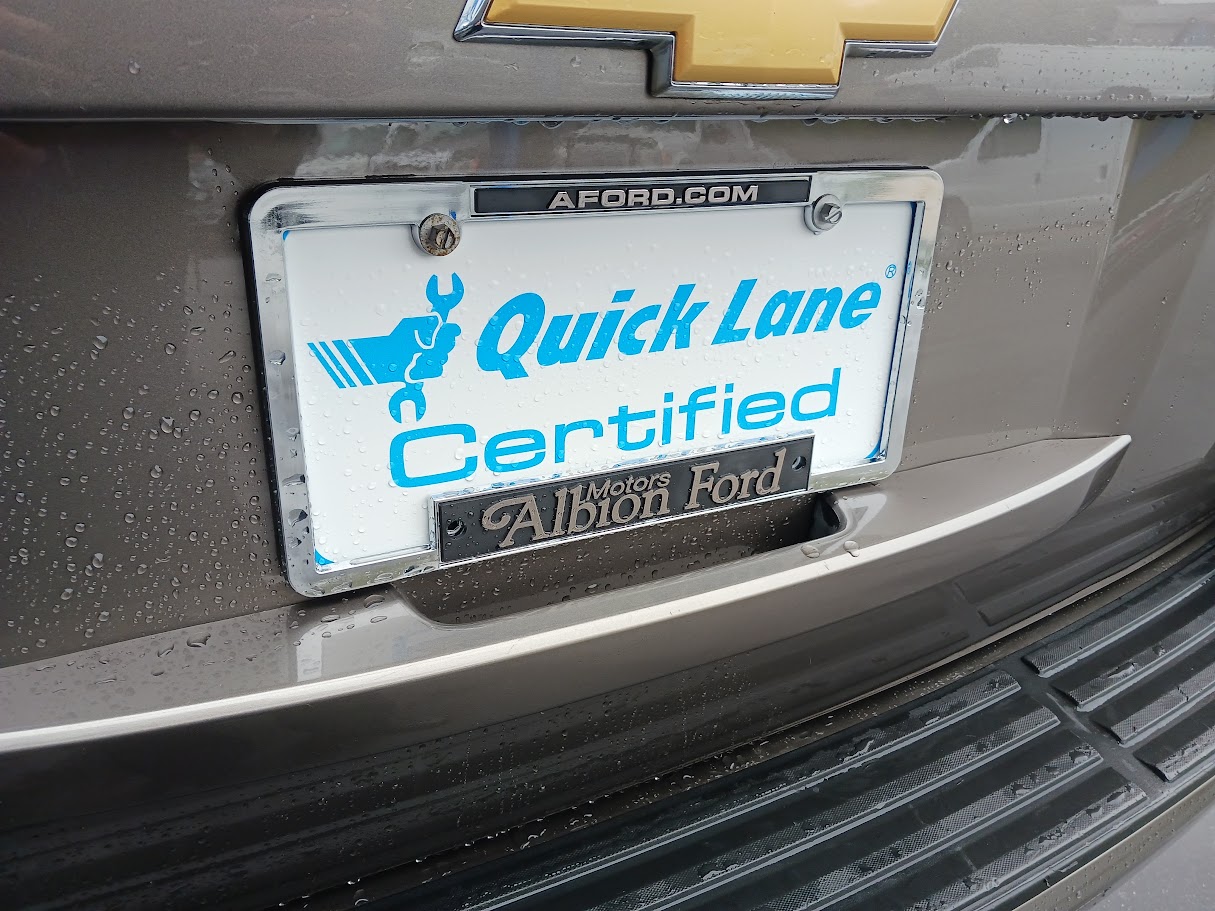 AFORD.COM
Quick Lane®
Certified
Motors
Albion Ford